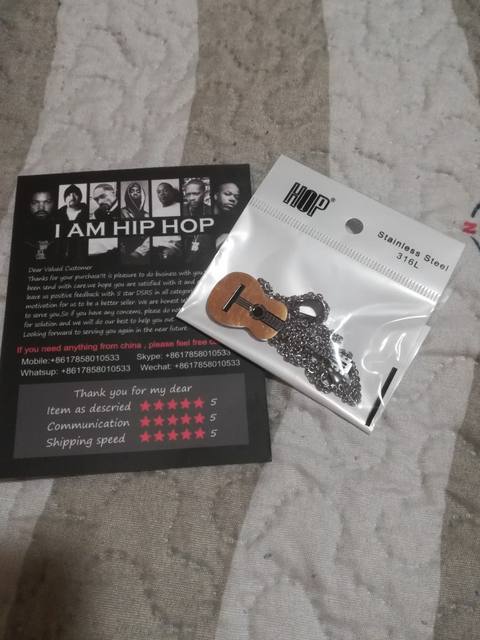 HOP
Stainless Steel
316L
I AM HIP HOP
Dear Valued Customer
Thanks for your purchase!It is pleasure to do business with you
been send with care.we hope you are satisfied with it and
leave us positive feedback with 5 star DSRS in all categor
motivation for us to be a better seller. We are honest sel
to serve you.So if you have any concerns, please do no
for solution and we will do our best to help you out
Looking forward to serving you again in the near future
If you need anything from china , please feel free co
Mobile:+8617858010533 Skype: +8617858010533
Whatsup: +8617858010533 Wechat: +8617858010533
Thank you for my dear
Item as descried ★★★★★ 5
Communication ★★★★★ 5
Shipping speed ★★★★★ 5